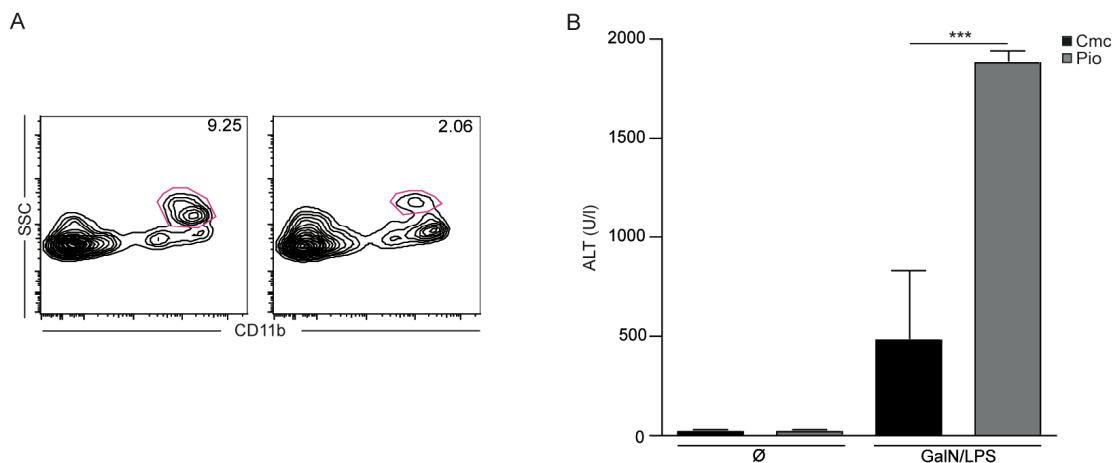 A
9.25
2.06
SSC
CD11b
B
2000
1500
1000
500
0
ALT (U/l)
***
Cmc
Pio
Ø
GalN/LPS